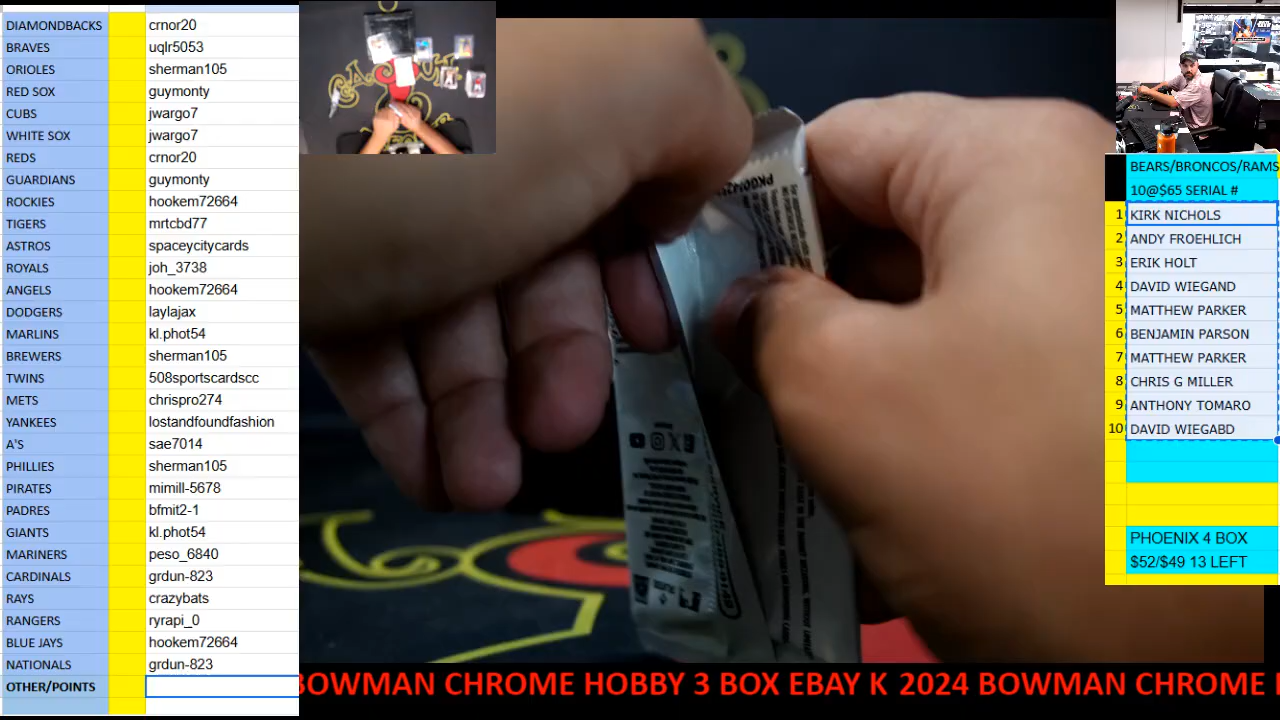 DIAMONDBACKS crnor20
BRAVES uqlr5053
ORIOLES sherman105
RED SOX guymonty
CUBS jwargo7
WHITE SOX jwargo7
REDS crnor20
GUARDIANS guymonty
ROCKIES hookem72664
TIGERS mrtcbd77
ASTROS spaceycitycards
ROYALS joh_3738
ANGELS hookem72664
DODGERS laylajax
MARLINS kl.phot54
BREWERS sherman105
TWINS 508sportscardscc
METS chrispro274
YANKEES lostandfoundfashion
A'S sae7014
PHILLIES sherman105
PIRATES mimill-5678
PADRES bfmit2-1
GIANTS kl.phot54
MARINERS peso_6840
CARDINALS grdun-823
RAYS crazybats
RANGERS ryrapi_0
BLUE JAYS hookem72664
NATIONALS grdun-823
OTHER/POINTS
BEARS/BRONCOS/RAMS
10@$65 SERIAL #
1 KIRK NICHOLS
2 ANDY FROEHLICH
3 ERIK HOLT
4 DAVID WIEGAND
5 MATTHEW PARKER
6 BENJAMIN PARSON
7 MATTHEW PARKER
8 CHRIS G MILLER
9 ANTHONY TOMARO
10 DAVID WIEGABD
PHOENIX 4 BOX
$52/$49 13 LEFT
BOWMAN CHROME HOBBY 3 BOX EBAY K 2024 BOWMAN CHROME